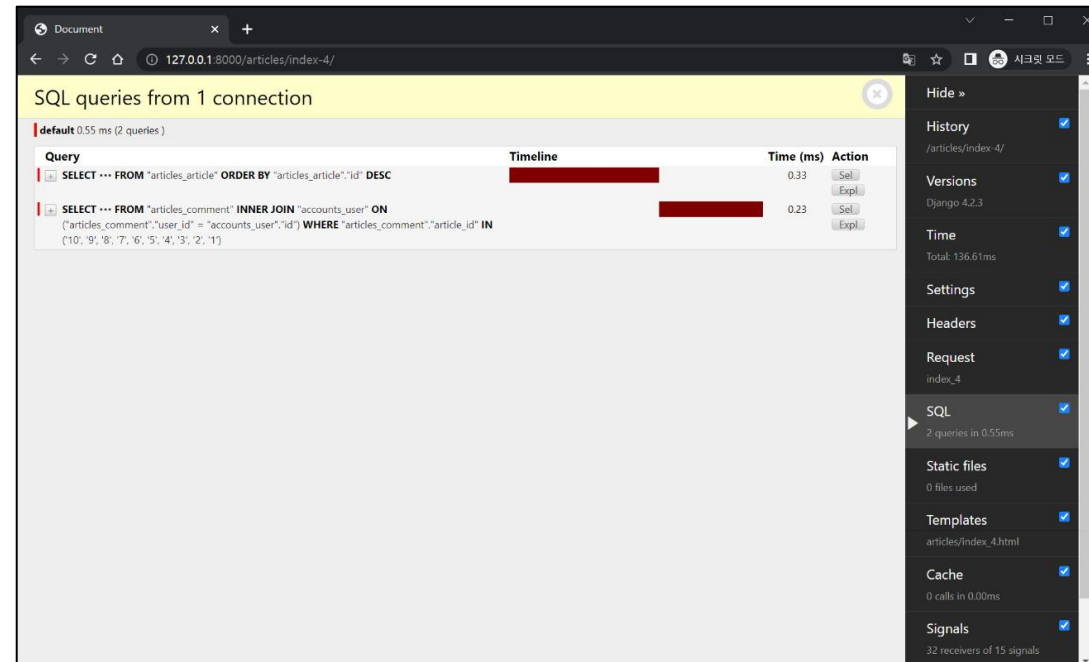 Document
127.0.0.1:8000/articles/index-4/
시크릿 모드
SQL queries from 1 connection
default 0.55 ms (2 queries )
Query Timeline Time (ms) Action
SELECT ••• FROM "articles_article" ORDER BY "articles_article"."id" DESC 0.33 Sel
Expl
SELECT ••• FROM "articles_comment" INNER JOIN "accounts_user" ON 0.23 Sel
("articles_comment"."user_id" = "accounts_user"."id") WHERE "articles_comment"."article_id" IN Expl
('10', '9', '8', '7', '6', '5', '4', '3', '2', '1')
Hide »
History
/articles/index-4/
Versions
Django 4.2.3
Time
Total: 136.61ms
Settings
Headers
Request
index_4
SQL
2 queries in 0.55ms
Static files
0 files used
Templates
articles/index_4.html
Cache
0 calls in 0.00ms
Signals
32 receivers of 15 signals